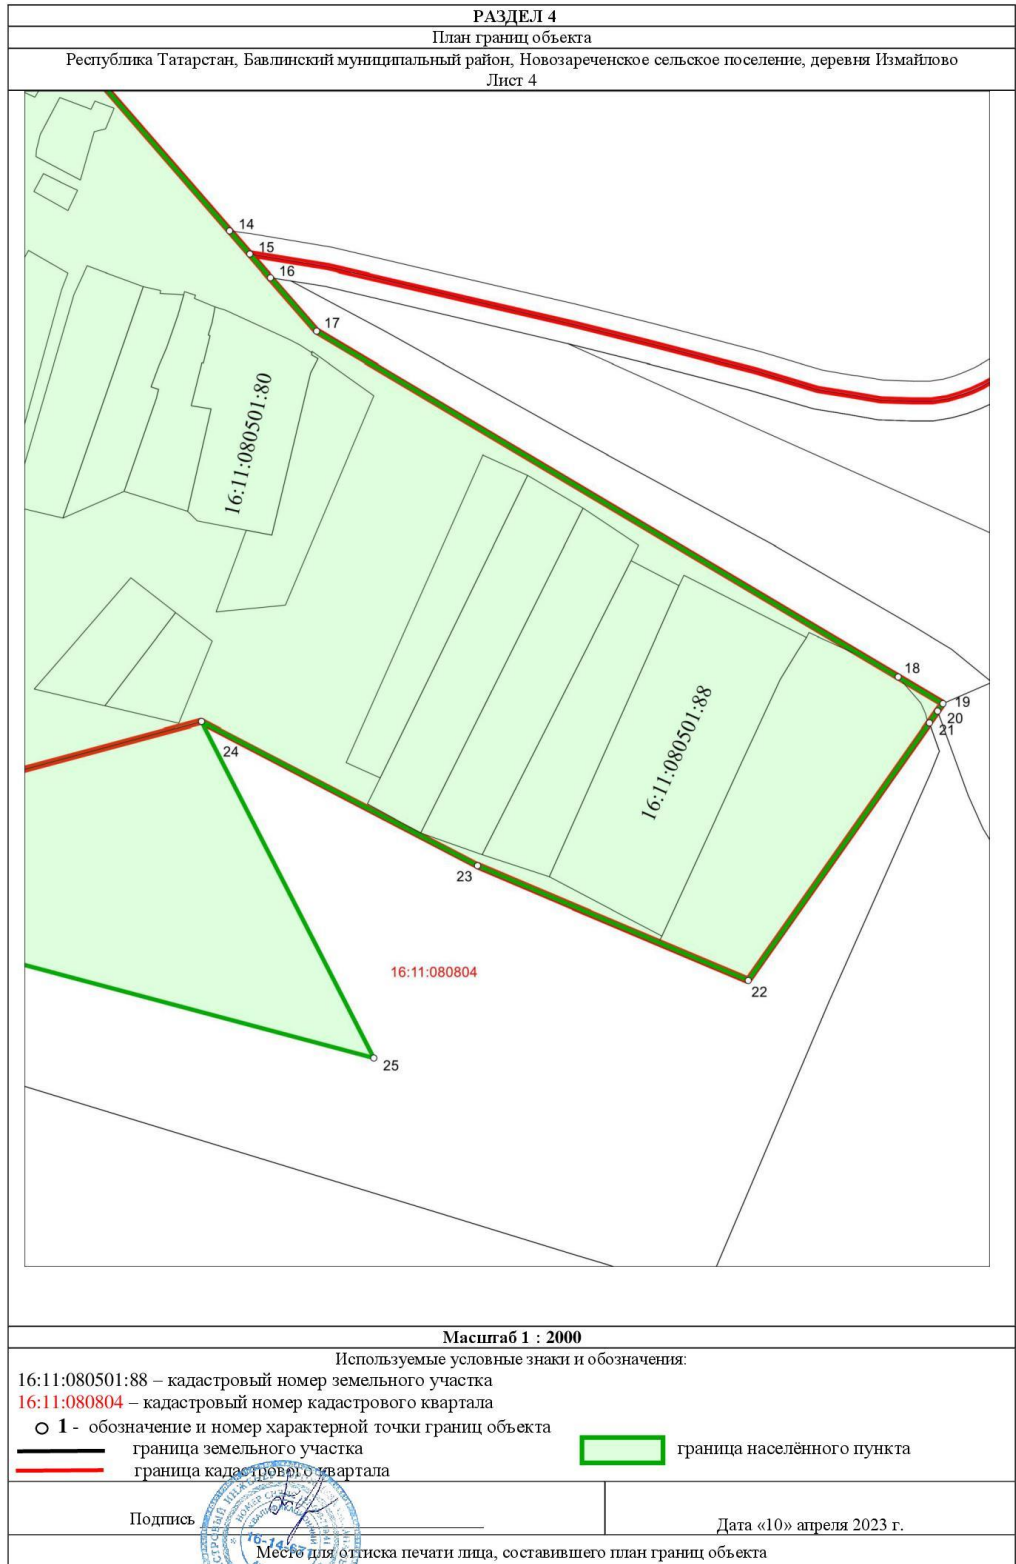 РАЗДЕЛ 4
План границ объекта
Республика Татарстан, Бавлинский муниципальный район, Новозареченское сельское поселение, деревня Измайлово
Лист 4
14
15
16
17
16:11:080501:80
18
19
20
21
16:11:080501:88
24
23
16:11:080804
22
25
Масштаб 1 : 2000
Используемые условные знаки и обозначения:
16:11:080501:88 – кадастровый номер земельного участка
16:11:080804 – кадастровый номер кадастрового квартала
1 - обозначение и номер характерной точки границ объекта
граница земельного участка
граница населённого пункта
граница кадастрового квартала
Подпись
Дата «10» апреля 2023 г.
Место для оттиска печати лица, составившего план границ объекта